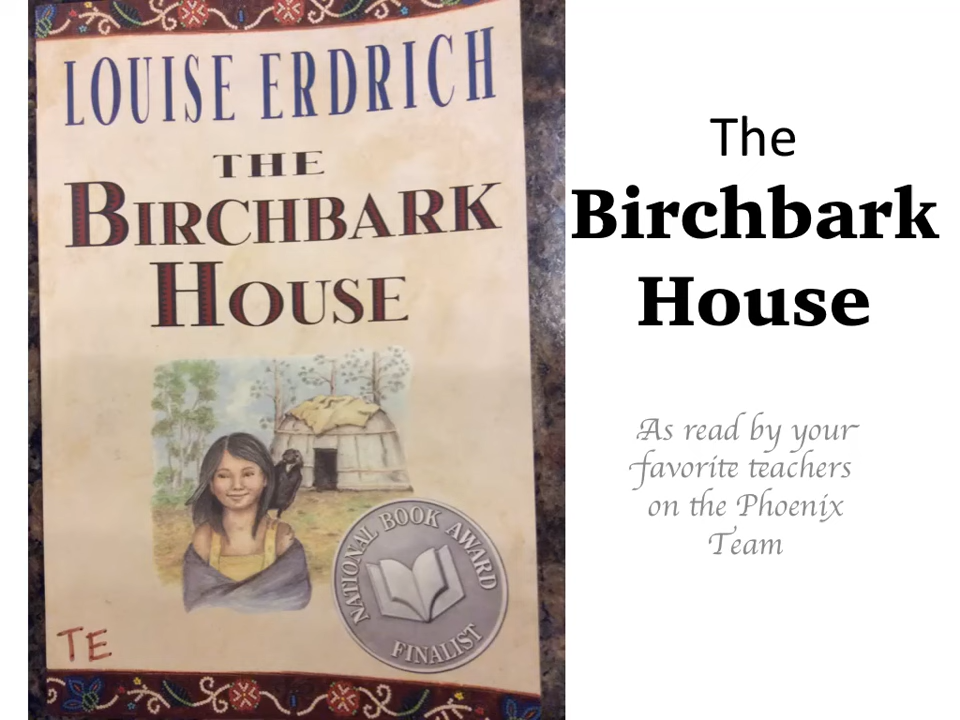 LOUISE ERDRICH
THE
BIRCHBARK
HOUSE
NATIONAL BOOK AWARD
FINALIST
TE
The
Birchbark
House
As read by your
favorite teachers
on the Phoenix
Team